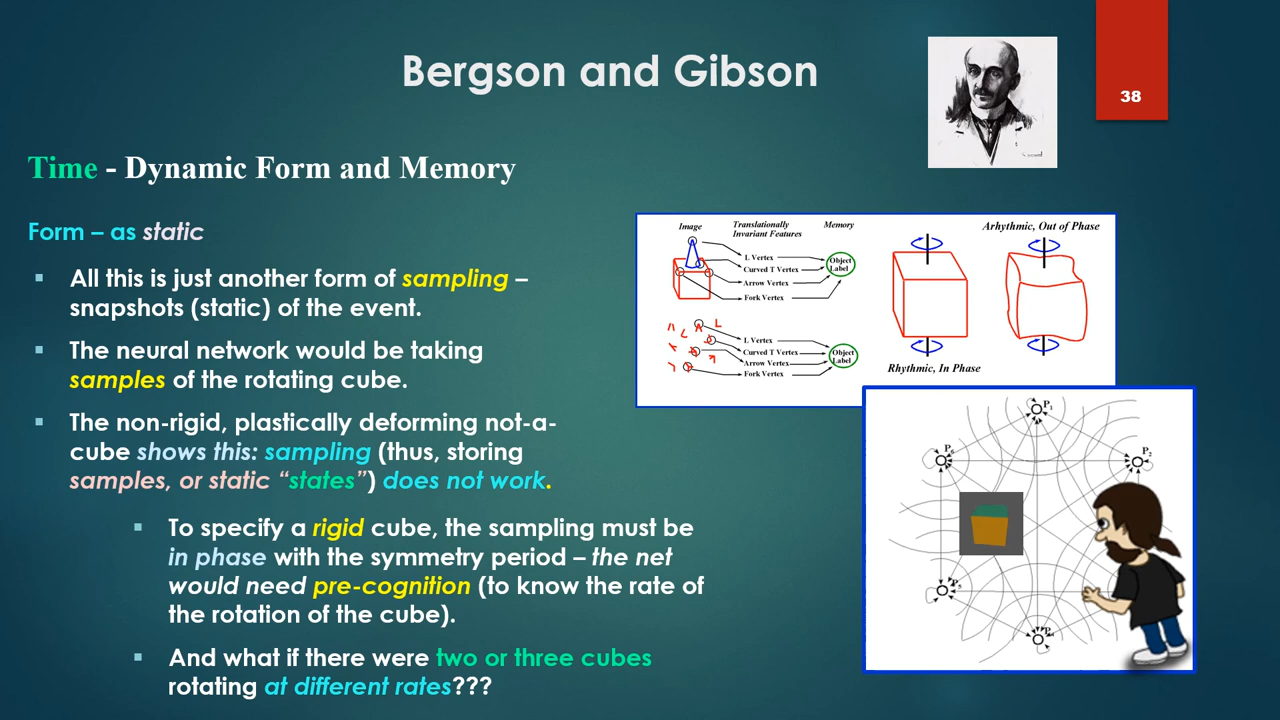 Bergson and Gibson
38
Time - Dynamic Form and Memory
Form – as static
▪ All this is just another form of sampling –
snapshots (static) of the event.
▪ The neural network would be taking
samples of the rotating cube.
▪ The non-rigid, plastically deforming not-a-
cube shows this: sampling (thus, storing
samples, or static “states”) does not work.
▪ To specify a rigid cube, the sampling must be
in phase with the symmetry period – the net
would need pre-cognition (to know the rate of
the rotation of the cube).
▪ And what if there were two or three cubes
rotating at different rates???
Image
Translationally
Invariant Features
Memory
L Vertex
Curved T Vertex
Arrow Vertex
Fork Vertex
Object
Label
L Vertex
Curved T Vertex
Arrow Vertex
Fork Vertex
Object
Label
Arhythmic, Out of Phase
Rhythmic, In Phase
P1
P6
P2
P5